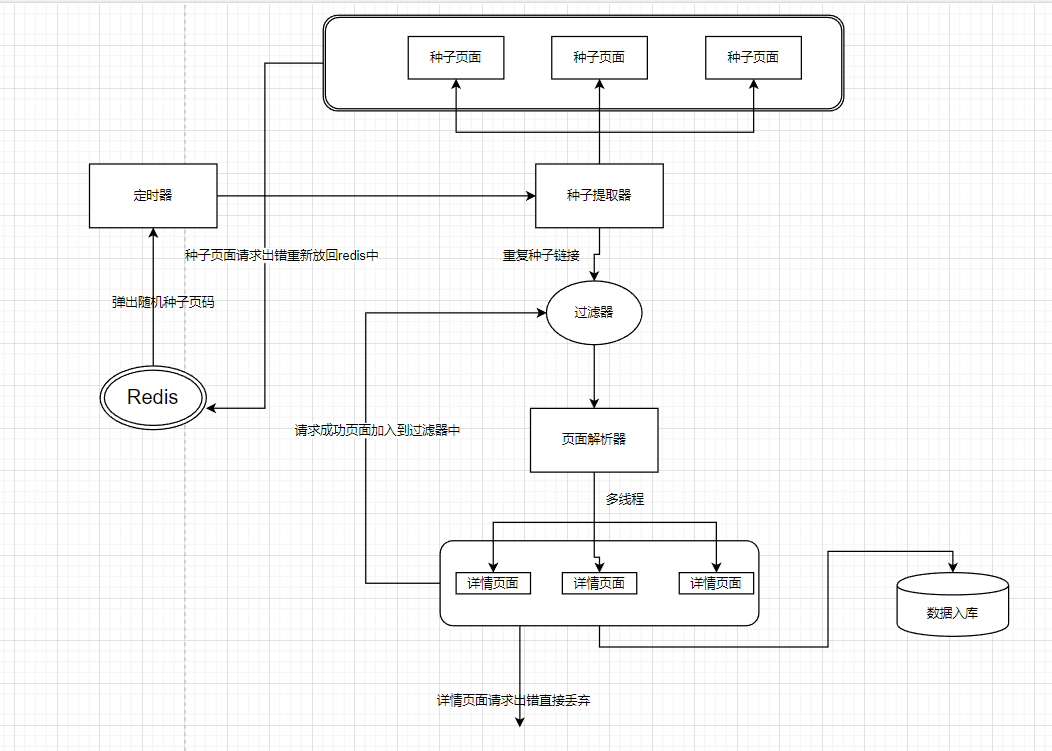 种子页面
种子页面
种子页面
定时器
种子提取器
种子页面请求出错重新放回redis中
重复种子链接
弹出随机种子页码
过滤器
Redis
请求成功页面加入到过滤器中
页面解析器
多线程
详情页面
详情页面
详情页面
数据入库
详情页面请求出错直接丢弃